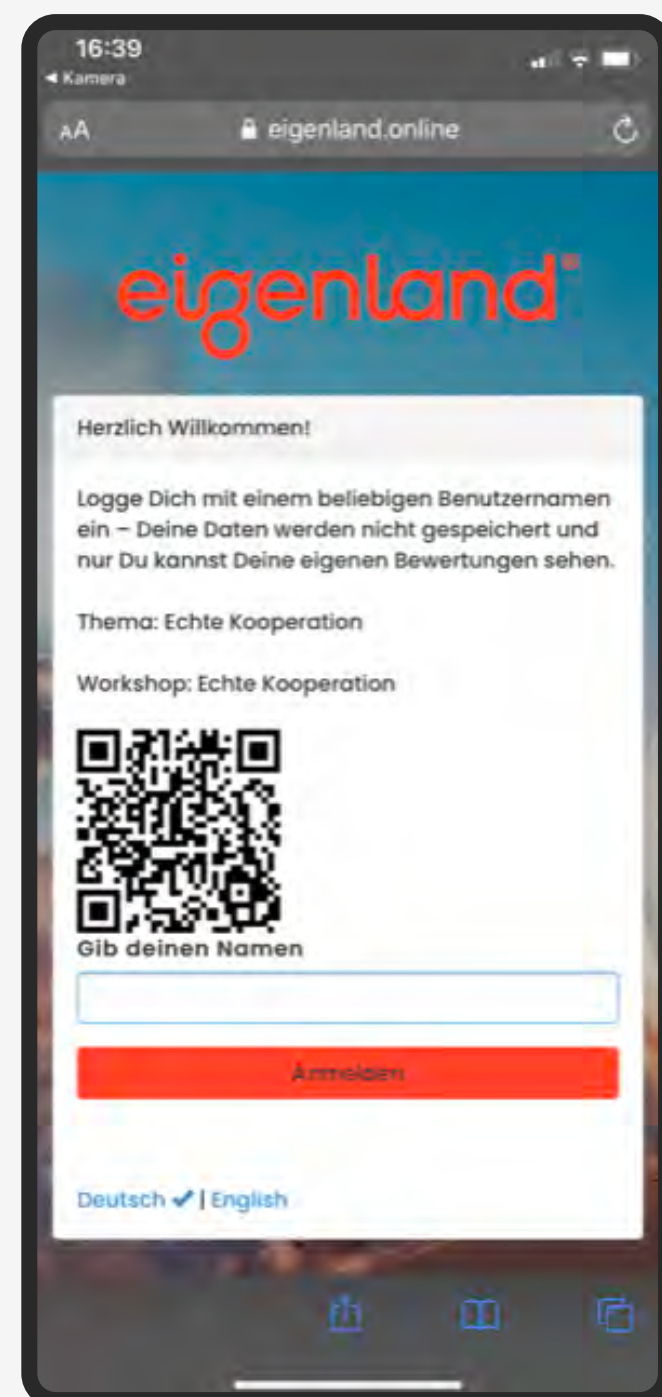 16:39
◀ Kamera
AA eigenland.online
eigenland®
Herzlich Willkommen!
Logge Dich mit einem beliebigen Benutzernamen
ein – Deine Daten werden nicht gespeichert und
nur Du kannst Deine eigenen Bewertungen sehen.
Thema: Echte Kooperation
Workshop: Echte Kooperation
Gib deinen Namen
Anmelden
Deutsch ✔ | English